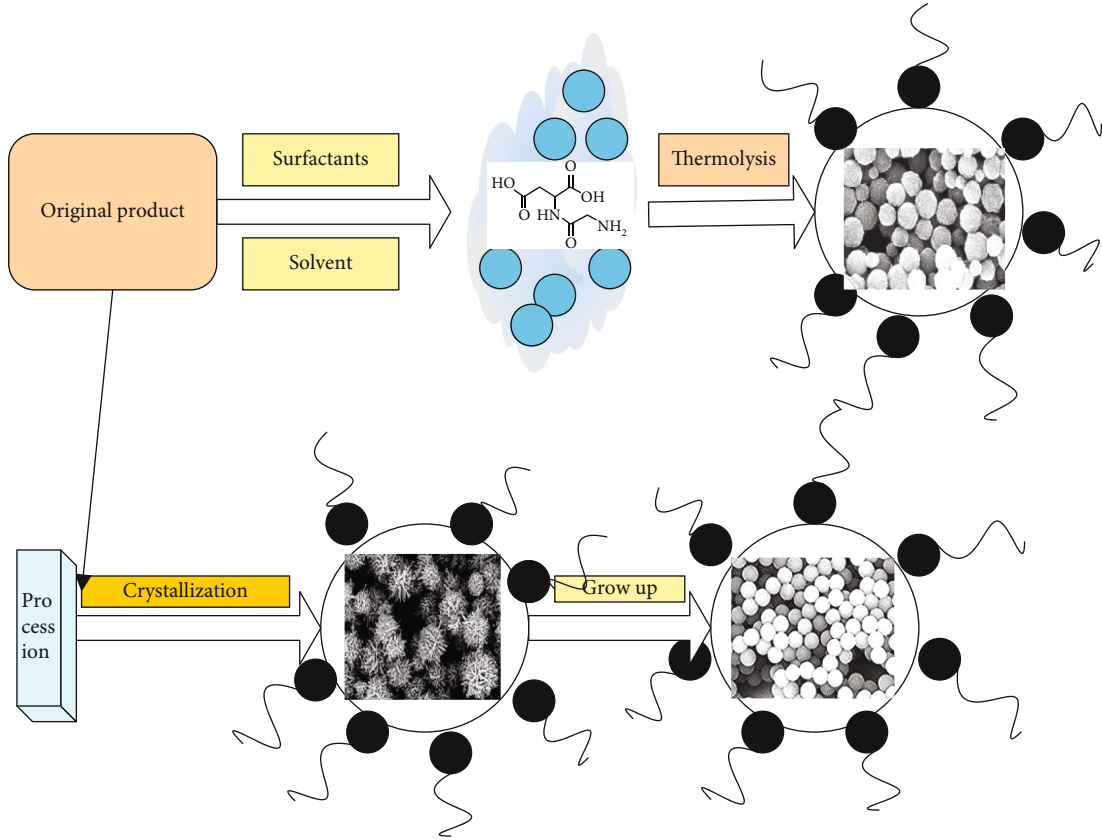 Original product
Surfactants
Solvent
HO
O
O
O
OH
HN
O
NH2
Thermolysis
Pro
cess
ion
Crystallization
Grow up